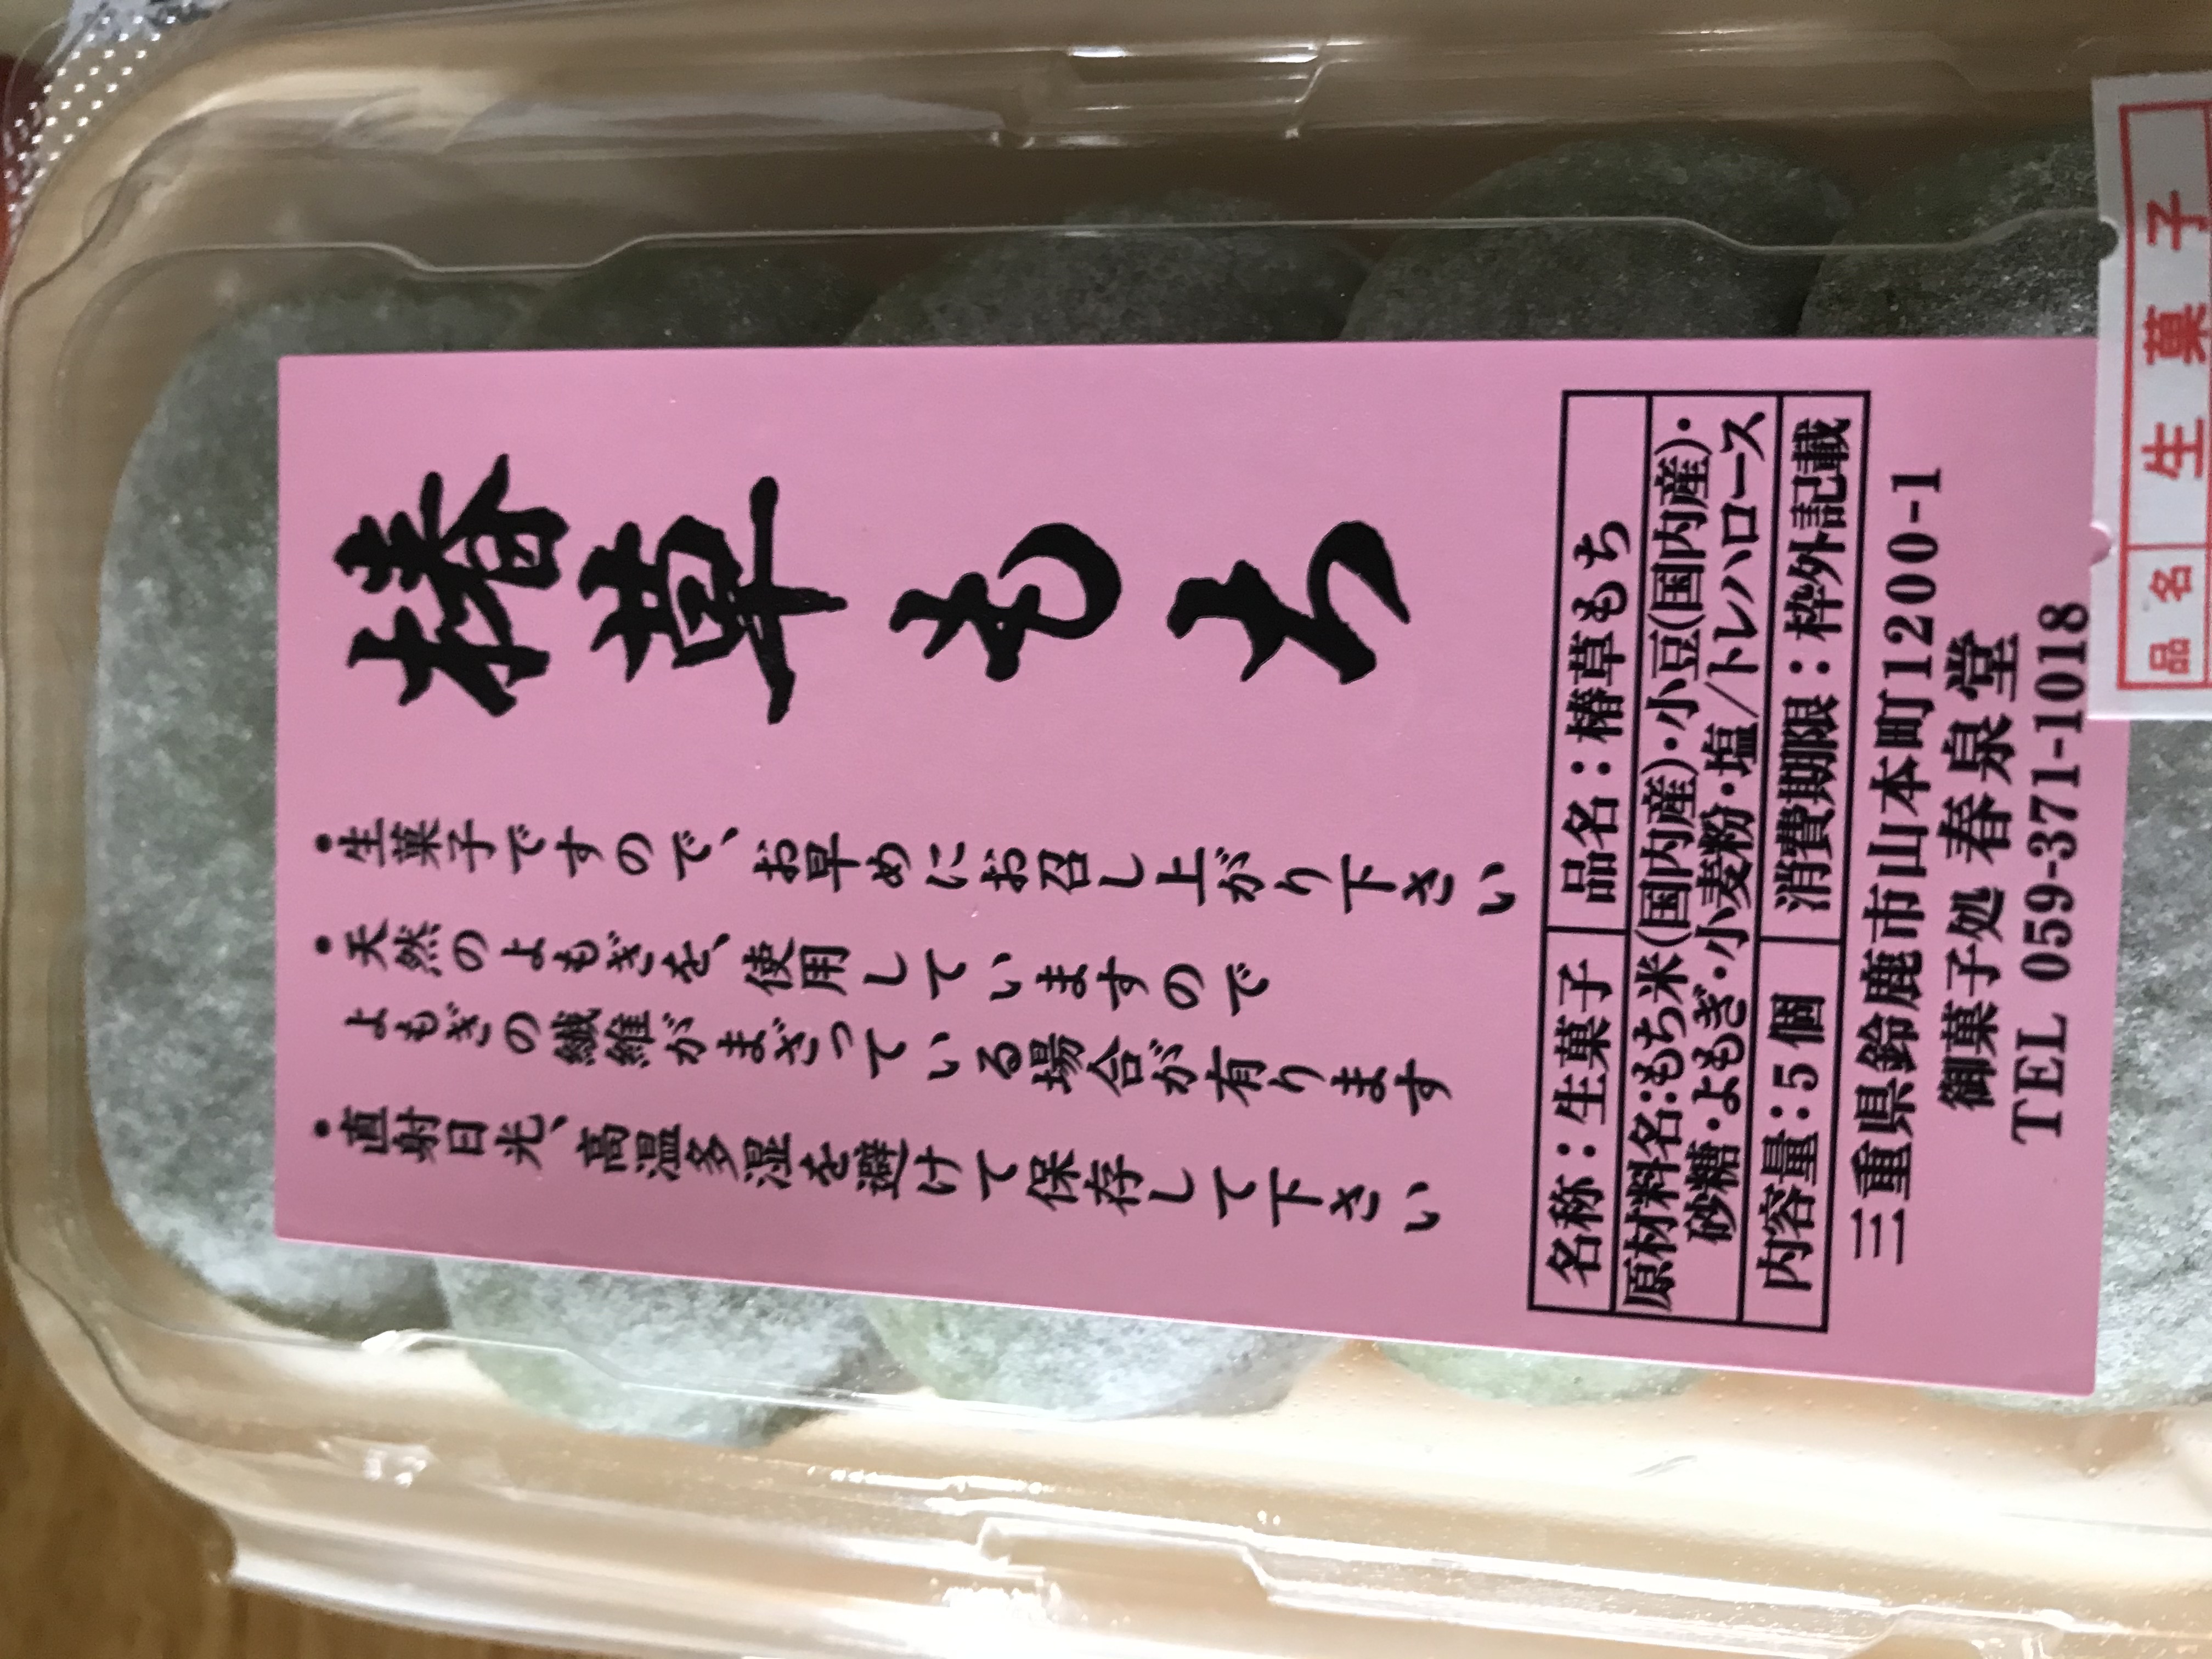 椿草もち
•生菓子ですので、お早めにお召し上がり下さい
•天然のよもぎを、使用していますので
よもぎの繊維がまざっている場合が有ります
•直射日光、高温多湿を避けて保存して下さい
名称：生菓子 品名：椿草もち
原材料名:もち米(国内産)・小豆(国内産)・
砂糖・よもぎ・小麦粉・塩/トレハロース
内容量：5個 消費期限：枠外記載
三重県鈴鹿市山本町1200-1
御菓子処 春泉堂
TEL 059-371-1018
品名 生菓子